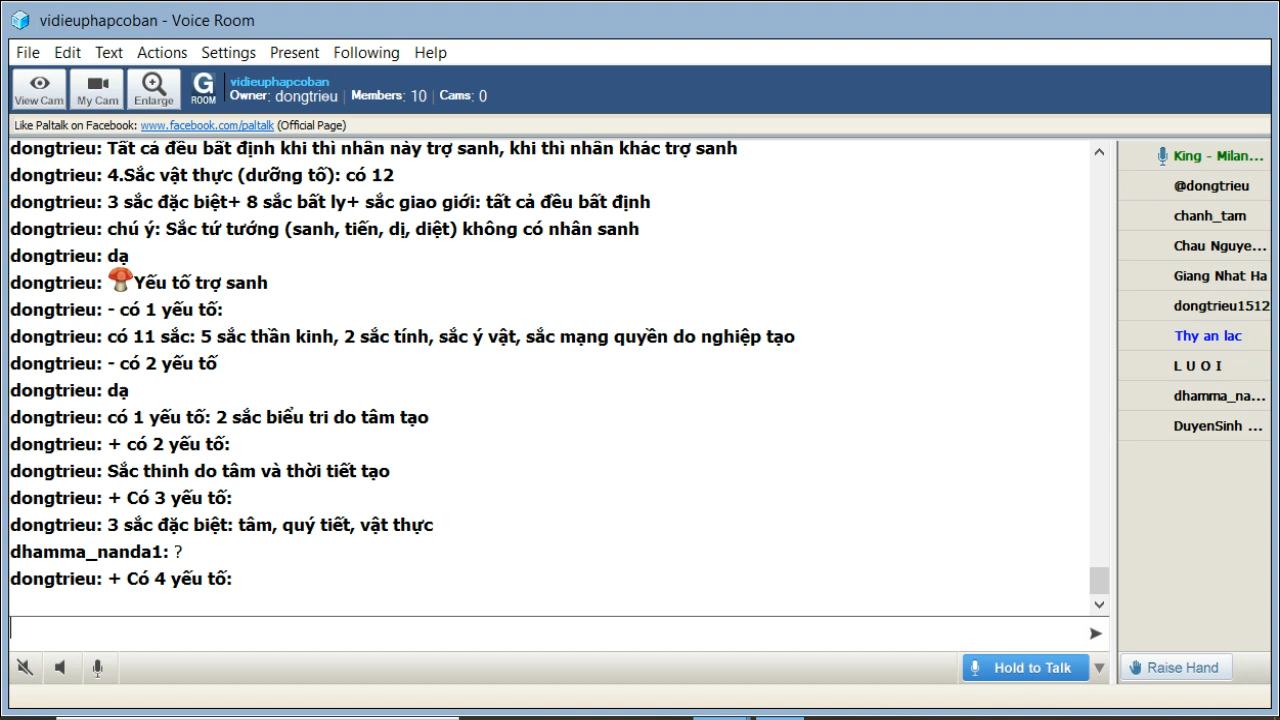 vidieuphapcoban - Voice Room
File Edit Text Actions Settings Present Following Help
View Cam My Cam Enlarge G ROOM
vidieuphapcoban
Owner: dongtrieu | Members: 10 | Cams: 0
Like Paltalk on Facebook: www.facebook.com/paltalk (Official Page)
dongtrieu: Tất cả đều bất định khi thì nhân này trợ sanh, khi thì nhân khác trợ sanh
dongtrieu: 4.Sắc vật thực (dưỡng tố): có 12
dongtrieu: 3 sắc đặc biệt+ 8 sắc bất ly+ sắc giao giới: tất cả đều bất định
dongtrieu: chú ý: Sắc tứ tướng (sanh, tiến, dị, diệt) không có nhân sanh
dongtrieu: dạ
dongtrieu: Yếu tố trợ sanh
dongtrieu: - có 1 yếu tố:
dongtrieu: có 11 sắc: 5 sắc thần kinh, 2 sắc tính, sắc ý vật, sắc mạng quyền do nghiệp tạo
dongtrieu: - có 2 yếu tố
dongtrieu: dạ
dongtrieu: có 1 yếu tố: 2 sắc biểu tri do tâm tạo
dongtrieu: + có 2 yếu tố:
dongtrieu: Sắc thinh do tâm và thời tiết tạo
dongtrieu: + Có 3 yếu tố:
dongtrieu: 3 sắc đặc biệt: tâm, quý tiết, vật thực
dhamma_nanda1: ?
dongtrieu: + Có 4 yếu tố:
King - Milan...
@dongtrieu
chanh_tam
Chau Nguye...
Giang Nhat Ha
dongtrieu1512
Thy an lac
L U O I
dhamma_na...
DuyenSinh ...
Hold to Talk
Raise Hand